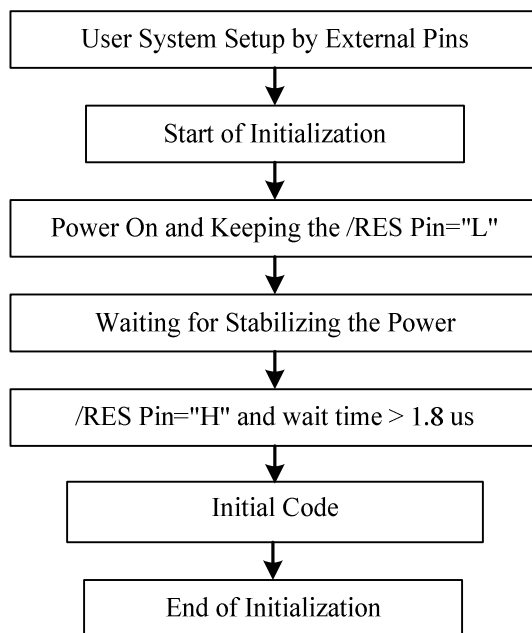 User System Setup by External Pins
Start of Initialization
Power On and Keeping the /RES Pin="L"
Waiting for Stabilizing the Power
/RES Pin="H" and wait time > 1.8 us
Initial Code
End of Initialization